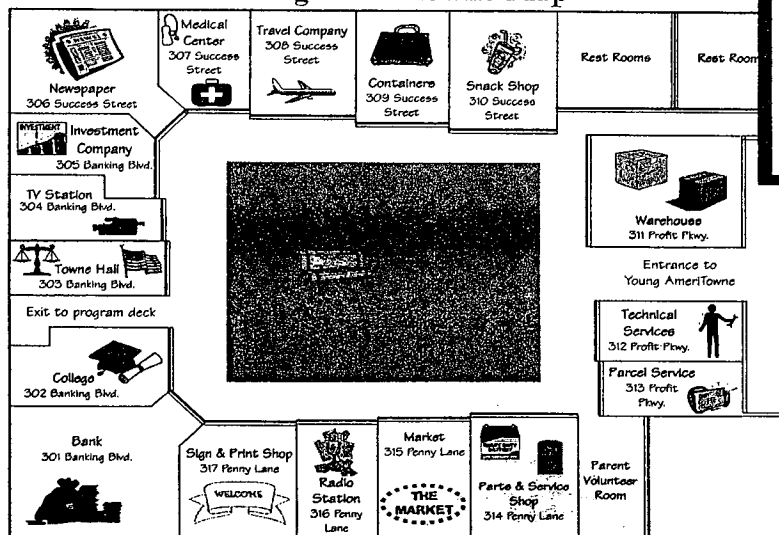 Newspaper
306 Success Street
Medical
Center
307 Success
Street
Travel Company
308 Success
Street
Containers
309 Success
Street
Snack Shop
310 Success
Street
Rest Rooms
Rest Room
INVESTMENT
Investment
Company
305 Banking Blvd.
TV Station
304 Banking Blvd.
Towne Hall
303 Banking Blvd.
Exit to program deck
College
302 Banking Blvd.
Bank
301 Banking Blvd.
Warehouse
311 Profit Pkwy.
Entrance to
Young AmeriTowne
Technical
Services
312 Profit Pkwy.
Parcel Service
313 Profit
Pkwy.
Sign & Print Shop
317 Penny Lane
WELCOME
Radio
Station
316 Penny
Lane
Market
315 Penny Lane
THE
MARKET
Parts & Service
Shop
314 Penny Lane
Parent
Volunteer
Room